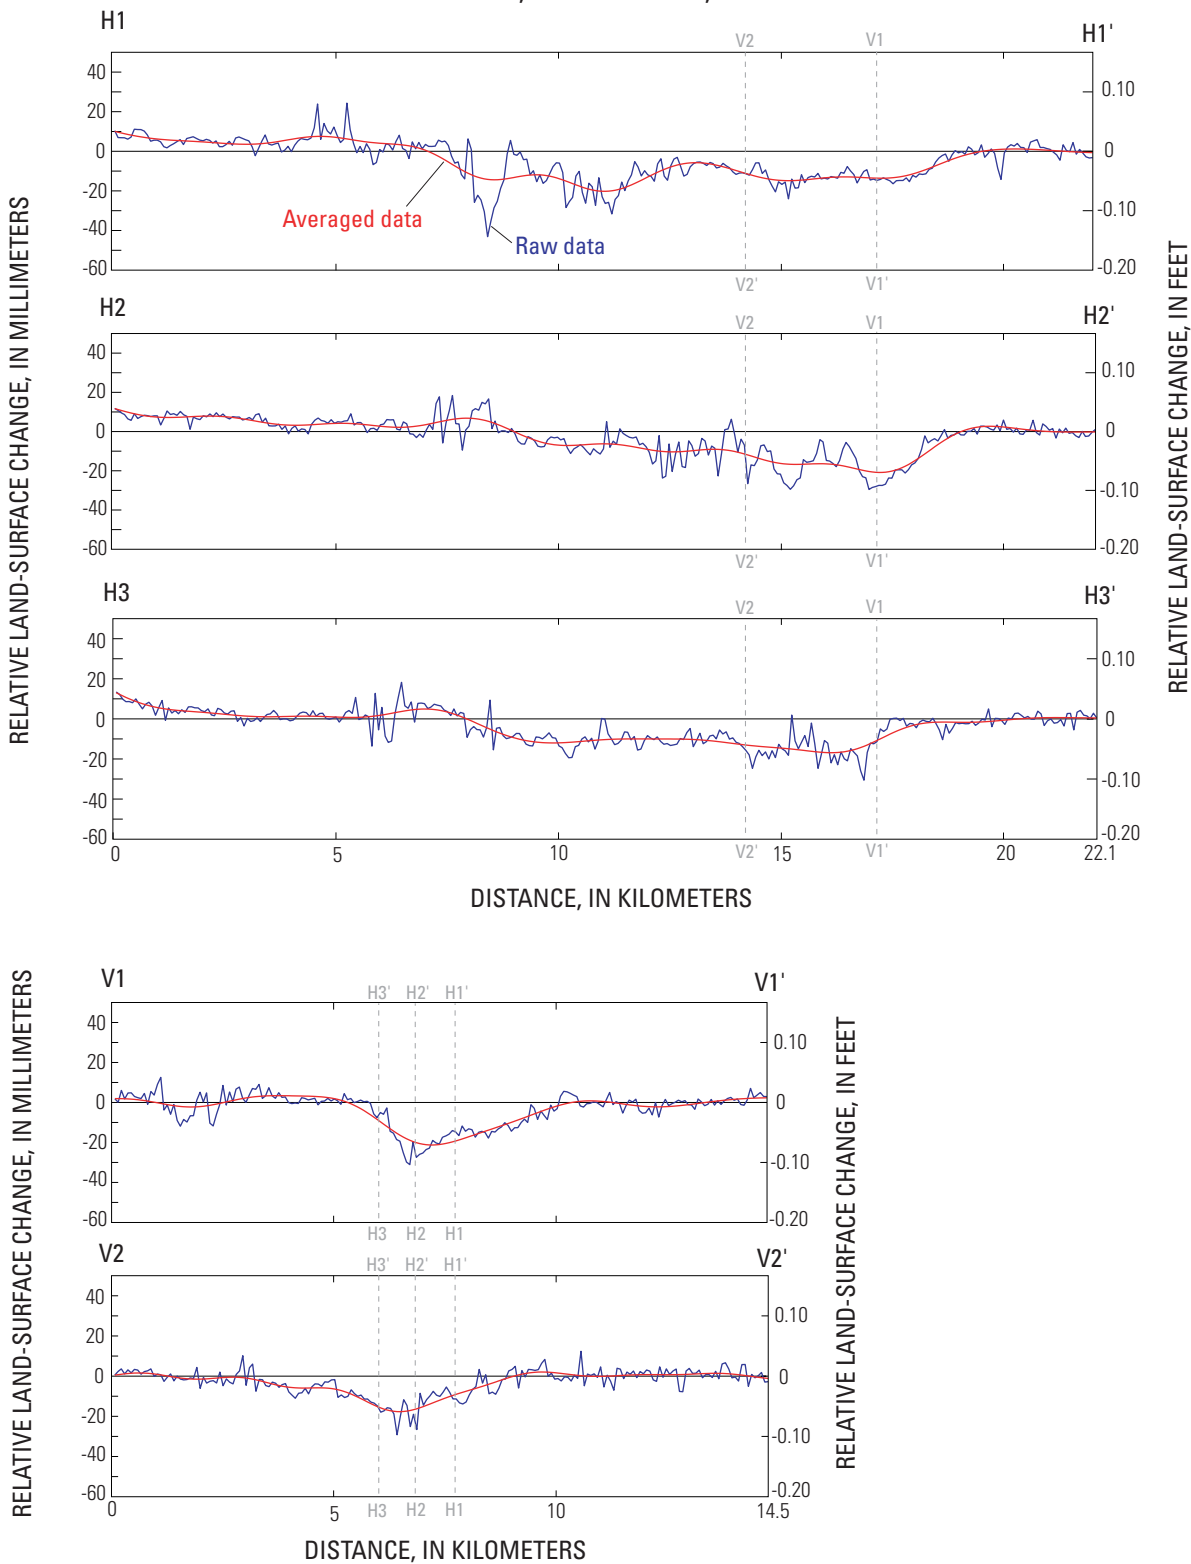 H1 H1'
V2 V1
40
20
0
-20
-40
-60
0.10
0
-0.10
-0.20
Averaged data
Raw data
V2' V1'
H2 H2'
V2 V1
40
20
0
-20
-40
-60
0.10
0
-0.10
-0.20
V2' V1'
H3 H3'
V2 V1
40
20
0
-20
-40
-60
0.10
0
-0.10
-0.20
V2' V1'
0 5 10 15 20 22.1
DISTANCE, IN KILOMETERS
RELATIVE LAND-SURFACE CHANGE, IN MILLIMETERS
RELATIVE LAND-SURFACE CHANGE, IN FEET
V1 V1'
H3' H2' H1'
40
20
0
-20
-40
-60
0.10
0
-0.10
-0.20
H3 H2 H1
V2 V2'
H3' H2' H1'
40
20
0
-20
-40
-60
0.10
0
-0.10
-0.20
H3 H2 H1
0 5 10 14.5
DISTANCE, IN KILOMETERS
RELATIVE LAND-SURFACE CHANGE, IN MILLIMETERS
RELATIVE LAND-SURFACE CHANGE, IN FEET